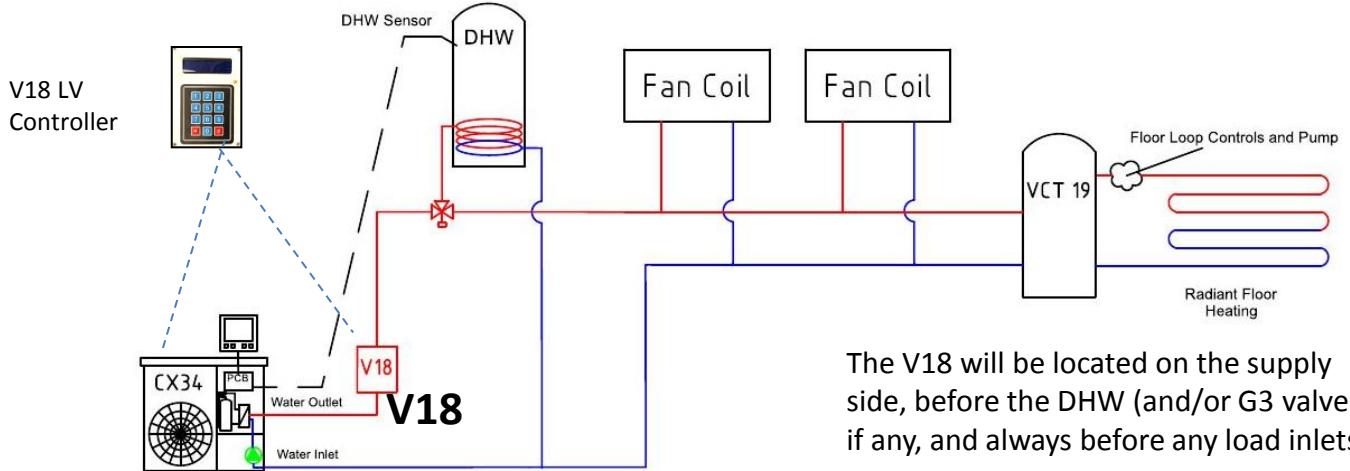 DHW Sensor
DHW
V18 LV
Controller
Fan Coil
Fan Coil
Floor Loop Controls and Pump
VCT 19
Radiant Floor
Heating
V18
V18
CX34
PCB
Water Outlet
Water Inlet
The V18 will be located on the supply
side, before the DHW (and/or G3 valve
if any, and always before any load inlets